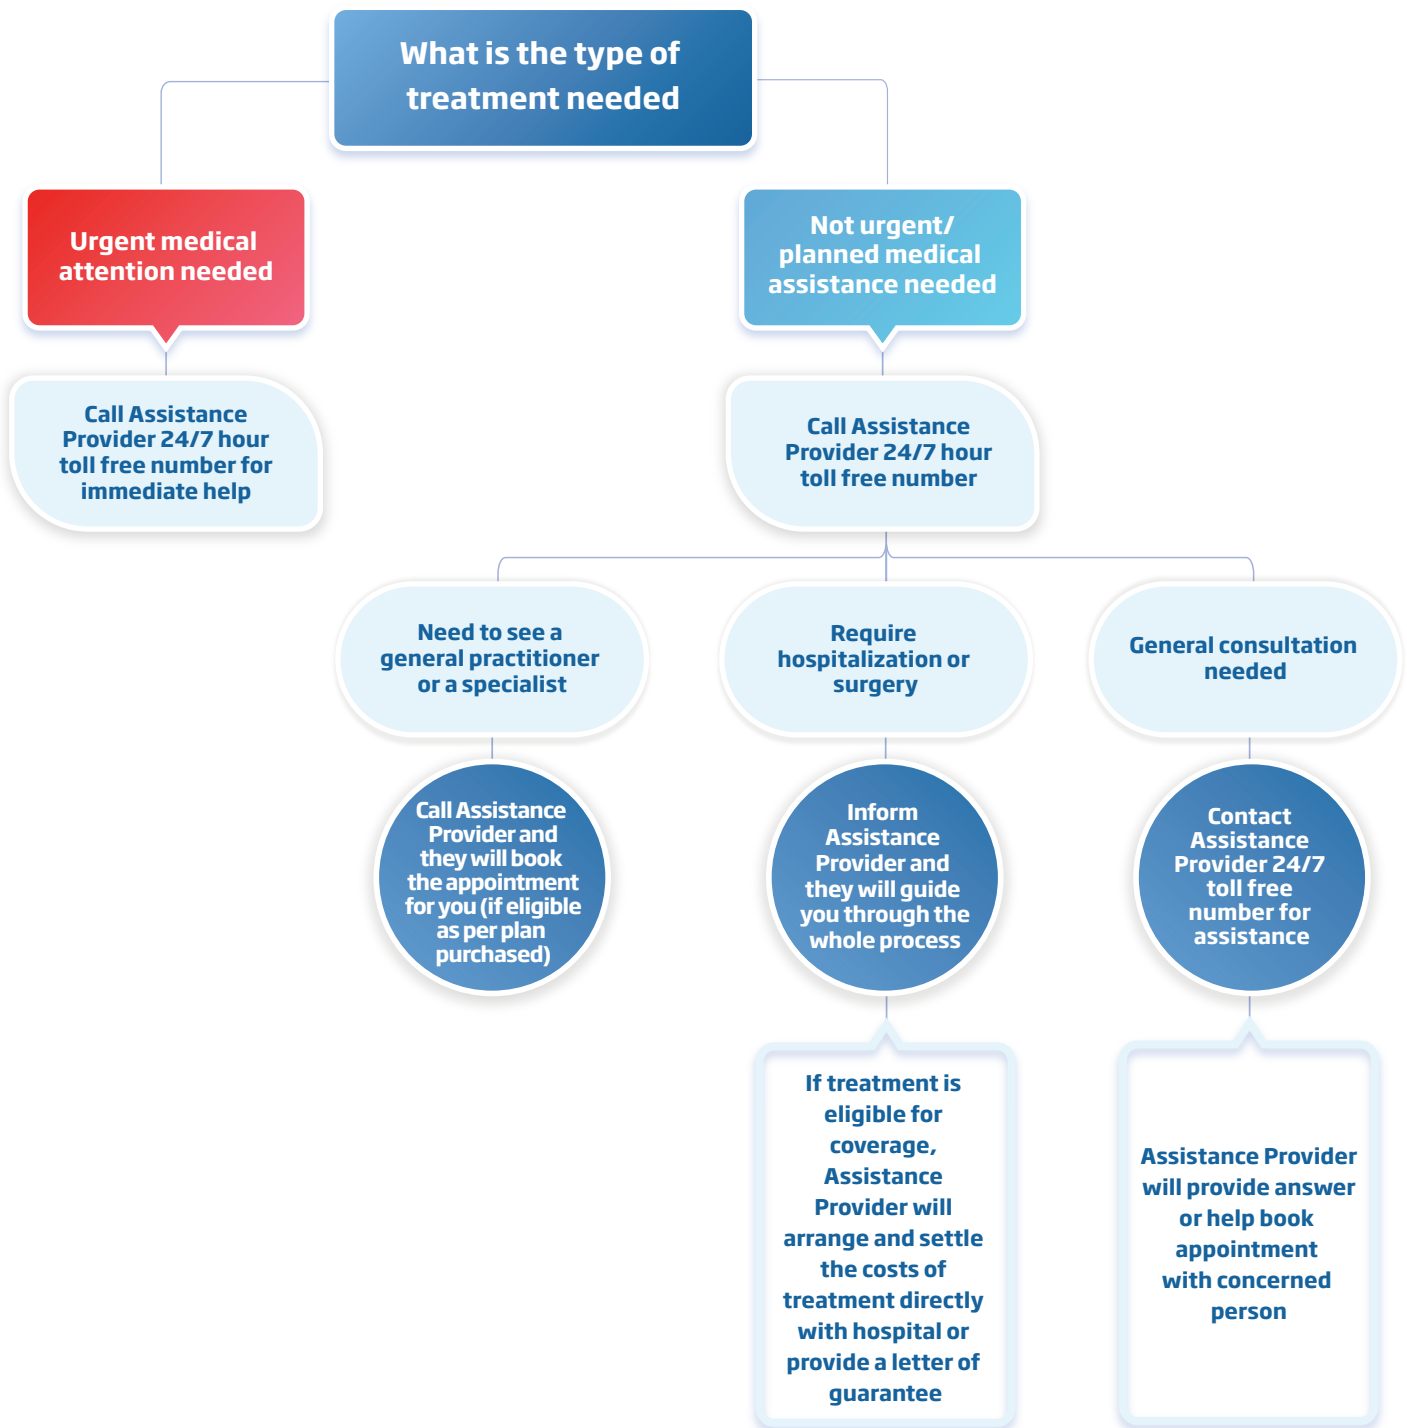 What is the type of
treatment needed
Urgent medical
attention needed
Not urgent/
planned medical
assistance needed
Call Assistance
Provider 24/7 hour
toll free number for
immediate help
Call Assistance
Provider 24/7 hour
toll free number
Need to see a
general practitioner
or a specialist
Require
hospitalization or
surgery
General consultation
needed
Call Assistance
Provider and
they will book
the appointment
for you (if eligible
as per plan
purchased)
Inform
Assistance
Provider and
they will guide
you through the
whole process
Contact
Assistance
Provider 24/7
toll free
number for
assistance
If treatment is
eligible for
coverage,
Assistance
Provider will
arrange and settle
the costs of
treatment directly
with hospital or
provide a letter of
guarantee
Assistance Provider
will provide answer
or help book
appointment
with concerned
person